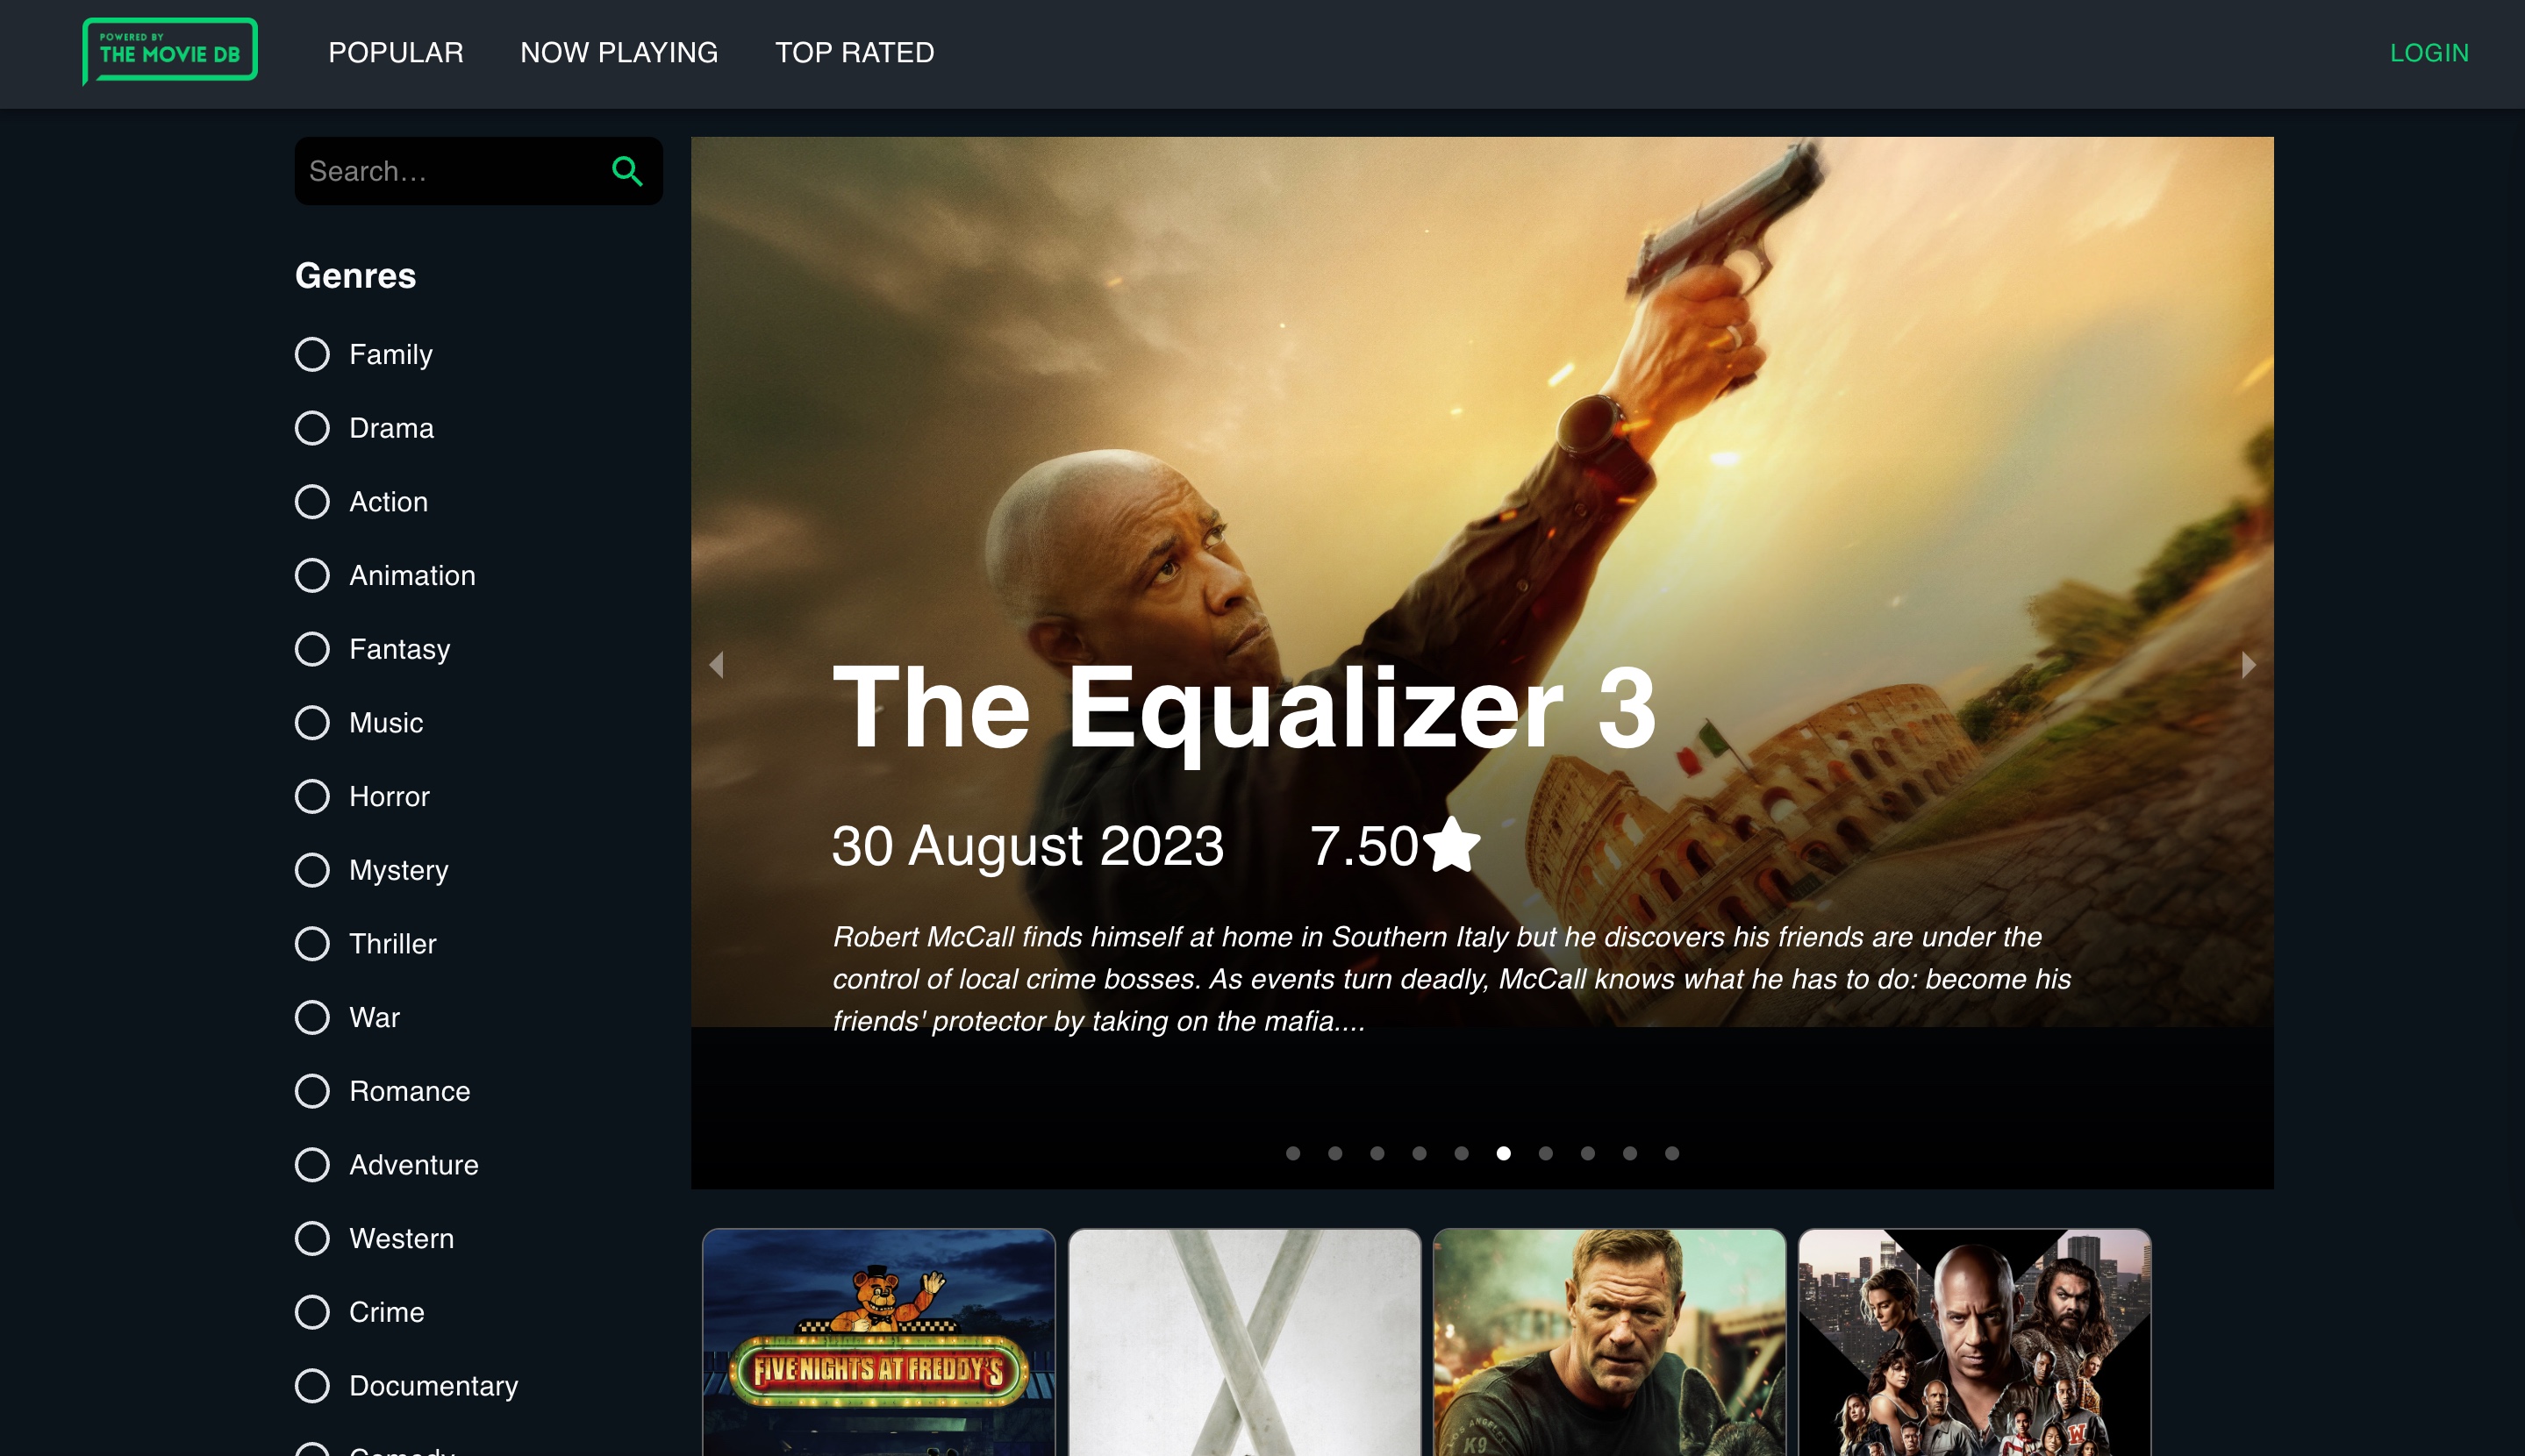 POWERED BY
THE MOVIE DB
POPULAR
NOW PLAYING
TOP RATED
LOGIN
Search...
Genres
Family
Drama
Action
Animation
Fantasy
Music
Horror
Mystery
Thriller
War
Romance
Adventure
Western
Crime
Documentary
Comedy
The Equalizer 3
30 August 2023
7.50
Robert McCall finds himself at home in Southern Italy but he discovers his friends are under the
control of local crime bosses. As events turn deadly, McCall knows what he has to do: become his
friends' protector by taking on the mafia....
FIVE NIGHTS AT FREDDY'S
LOS ANGELES
K9
W